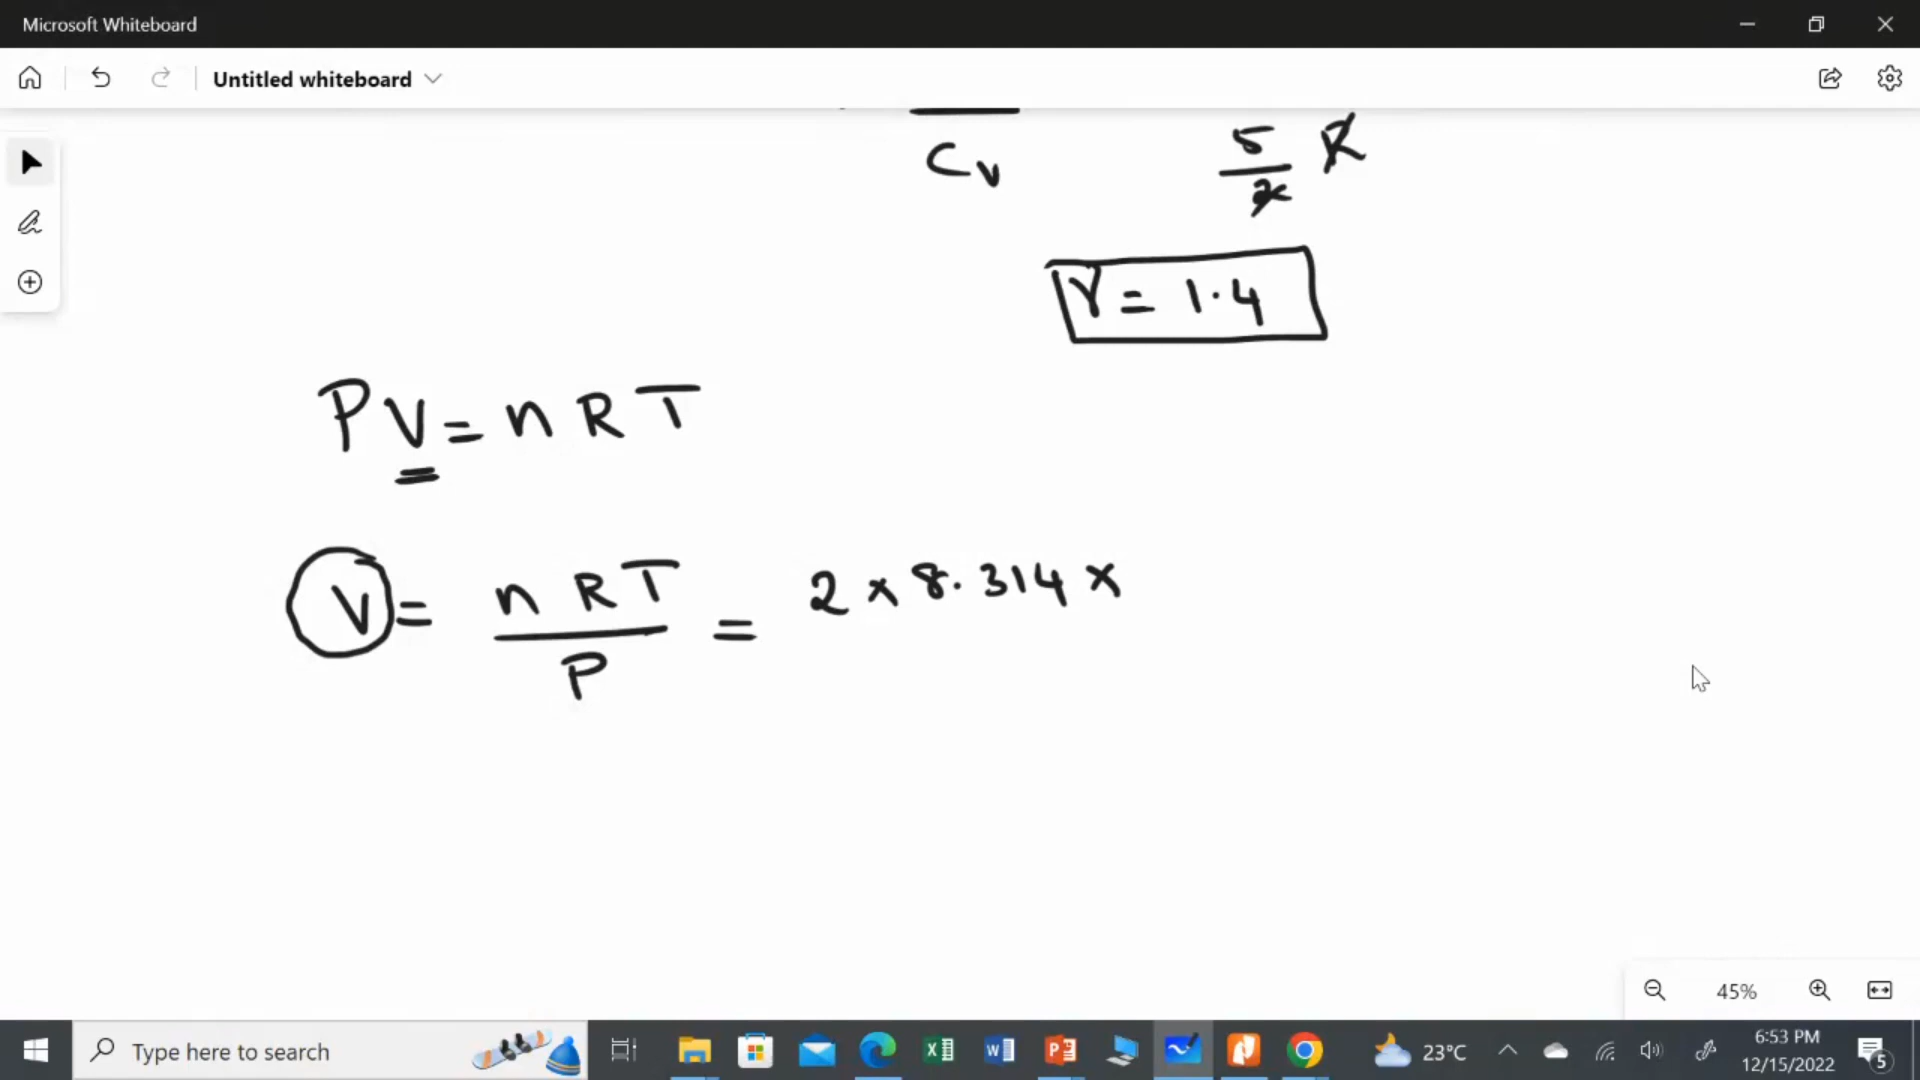 Microsoft Whiteboard
Untitled whiteboard
Cv
5
2 R
γ = 1.4
PV = nRT
V = nRT = 2 × 8.314 ×
P
45%
Type here to search
23°C
6:53 PM
12/15/2022
5